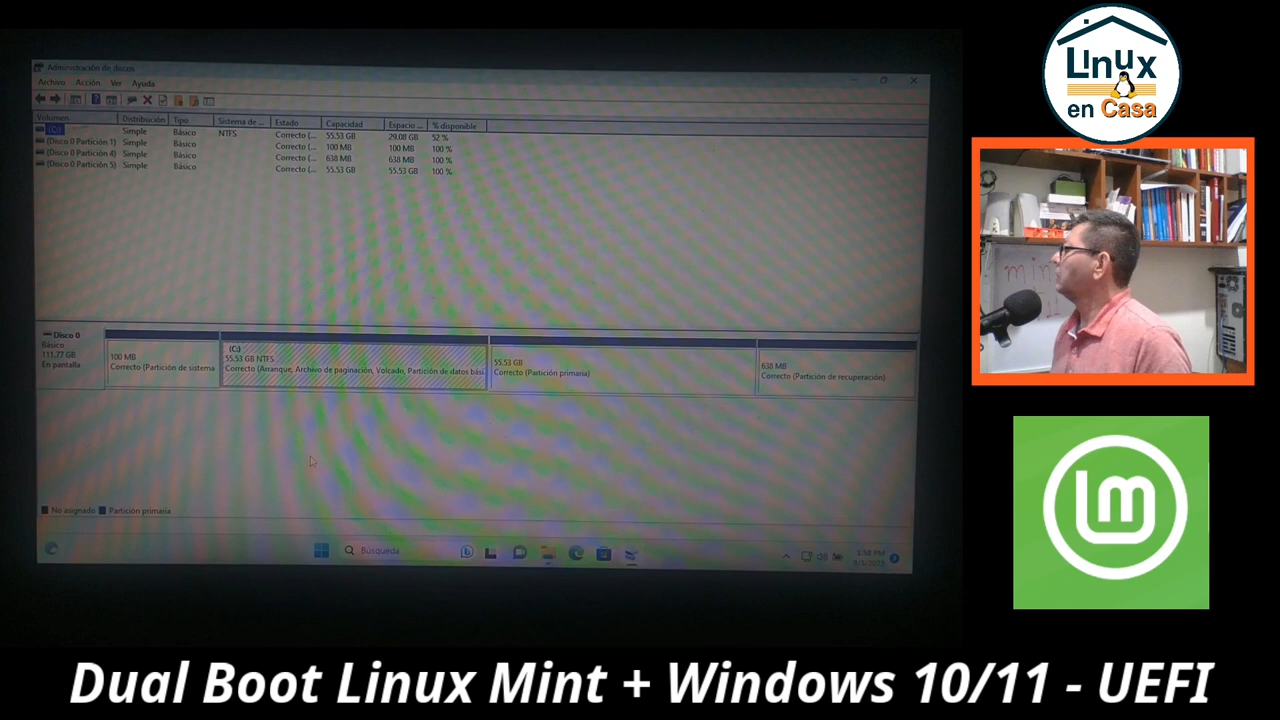 Administración de discos
Archivo Acción Ver Ayuda
Volumen Distribución Tipo Sistema de ... Estado Capacidad Espacio ... % disponible
(C:) Simple Básico NTFS Correcto (... 55.53 GB 29.08 GB 52 %
(Disco 0 Partición 1) Simple Básico Correcto (... 100 MB 100 MB 100 %
(Disco 0 Partición 4) Simple Básico Correcto (... 638 MB 638 MB 100 %
(Disco 0 Partición 5) Simple Básico Correcto (... 55.53 GB 55.53 GB 100 %
Disco 0
Básico
111.77 GB
En pantalla
100 MB
Correcto (Partición de sistema
(C:)
55.53 GB NTFS
Correcto (Arranque, Archivo de paginación, Volcado, Partición de datos bási
55.53 GB
Correcto (Partición primaria)
638 MB
Correcto (Partición de recuperación)
No asignado Partición primaria
Búsqueda
1:58 PM
Linux
en Casa
min
lm
Dual Boot Linux Mint + Windows 10/11 - UEFI